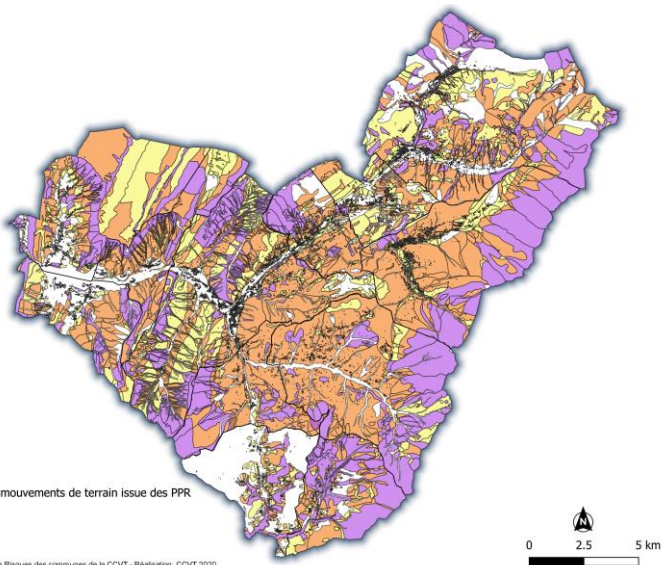 mouvements de terrain issue des PPR
N
0 2.5 5 km
Risques des communes de la CCVT - Réalisation: CCVT 2020